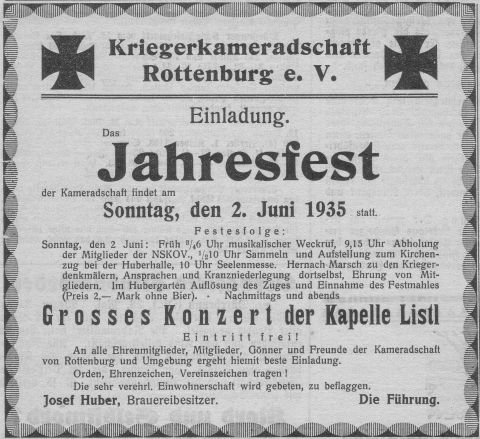 Kriegerkameradschaft
Rottenburg e. V.
Einladung.
Das
Jahresfest
der Kameradschaft findet am
Sonntag, den 2. Juni 1935 statt.
Festesfolge:
Sonntag, den 2 Juni: Früh 3/46 Uhr musikalischer Weckruf, 9,15 Uhr Abholung
der Mitglieder der NSKOV., 1/210 Uhr Sammeln und Aufstellung zum Kirchen-
zug bei der Huberhalle, 10 Uhr Seelenmesse. Hernach Marsch zu den Krieger-
denkmälern, Ansprachen und Kranzniederlegung dortselbst, Ehrung von Mit-
gliedern. Im Hubergarten Auflösung des Zuges und Einnahme des Festmahles
(Preis 2.— Mark ohne Bier). · Nachmittags und abends
Grosses Konzert der Kapelle Listl
Eintritt frei!
An alle Ehrenmitglieder, Mitglieder, Gönner und Freunde der Kameradschaft
von Rottenburg und Umgebung ergeht hiemit beste Einladung.
Orden, Ehrenzeichen, Vereinszeichen tragen!
Die sehr verehrl. Einwohnerschaft wird gebeten, zu beflaggen.
Josef Huber, Brauereibesitzer. Die Führung.